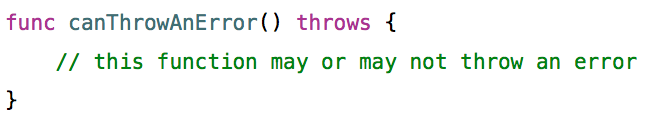 func canThrowAnError() throws {
    // this function may or may not throw an error
}